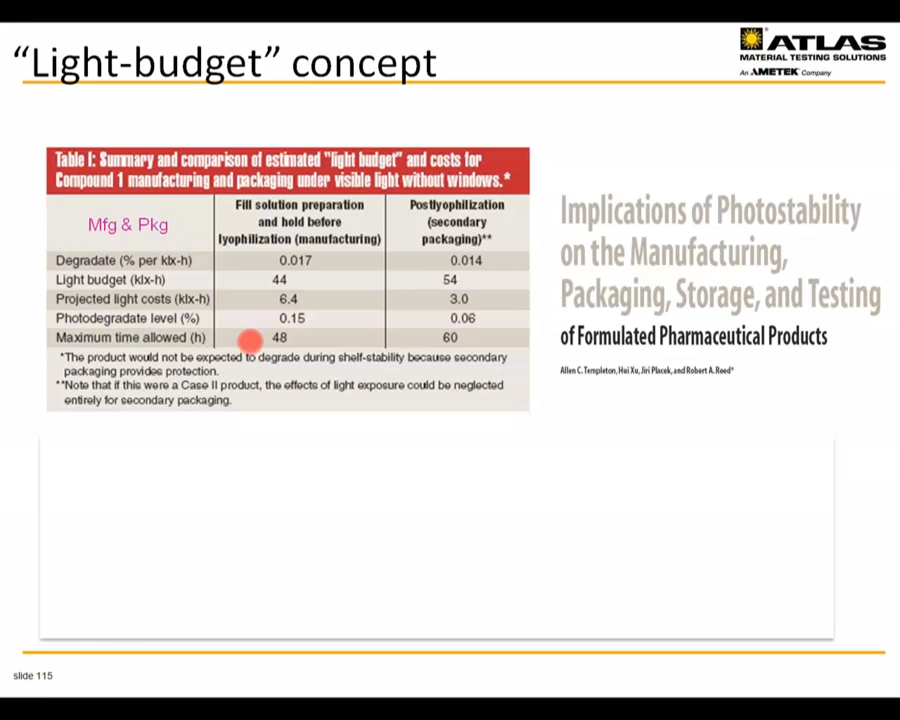 “Light-budget” concept
ATLAS
MATERIAL TESTING SOLUTIONS
An AMETEK Company
Table I: Summary and comparison of estimated "light budget" and costs for
Compound 1 manufacturing and packaging under visible light without windows.*
Mfg & Pkg
Fill solution preparation
and hold before
lyophilization (manufacturing)
Postlyophilization
(secondary
packaging)**
Degradate (% per klx-h) 0.017 0.014
Light budget (klx-h) 44 54
Projected light costs (klx-h) 6.4 3.0
Photodegradate level (%) 0.15 0.06
Maximum time allowed (h) 48 60
*The product would not be expected to degrade during shelf-stability because secondary
packaging provides protection.
**Note that if this were a Case II product, the effects of light exposure could be neglected
entirely for secondary packaging.
Implications of Photostability
on the Manufacturing,
Packaging, Storage, and Testing
of Formulated Pharmaceutical Products
Allen C. Templeton, Hui Xu, Jiri Placek, and Robert A. Reed*
slide 115